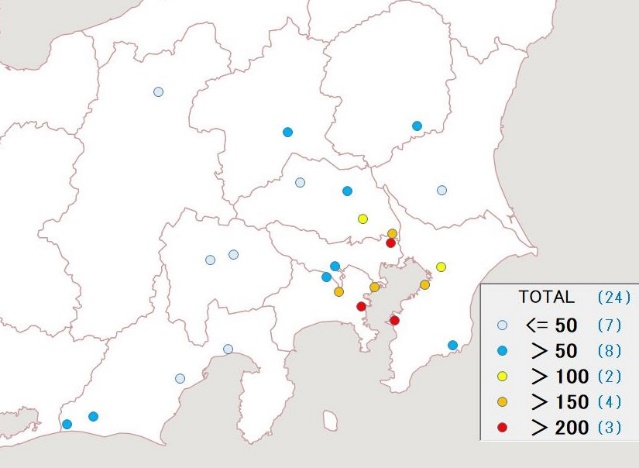 TOTAL (24)
<= 50 (7)
> 50 (8)
> 100 (2)
> 150 (4)
> 200 (3)